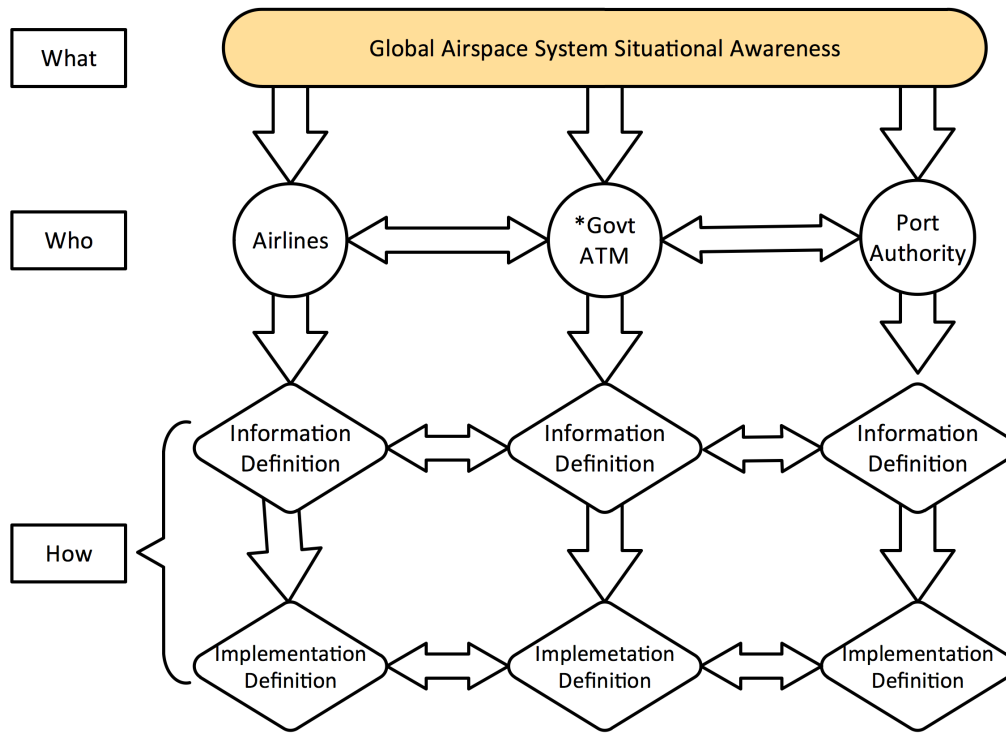 What
Global Airspace System Situational Awareness
Who
Airlines
*Govt
ATM
Port
Authority
How
Information
Definition
Information
Definition
Information
Definition
Implementation
Definition
Implemetation
Definition
Implementation
Definition